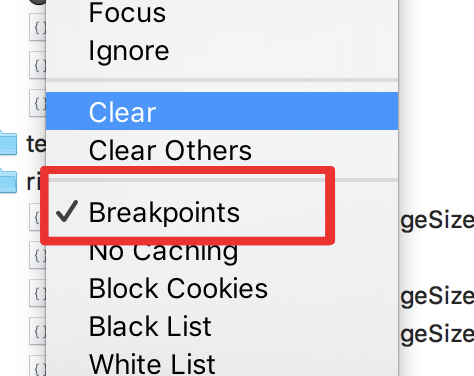 Focus
Ignore
Clear
te
Clear Others
ri
Breakpoints
geSize
No Caching
Block Cookies
geSize
Black List
geSize
White List